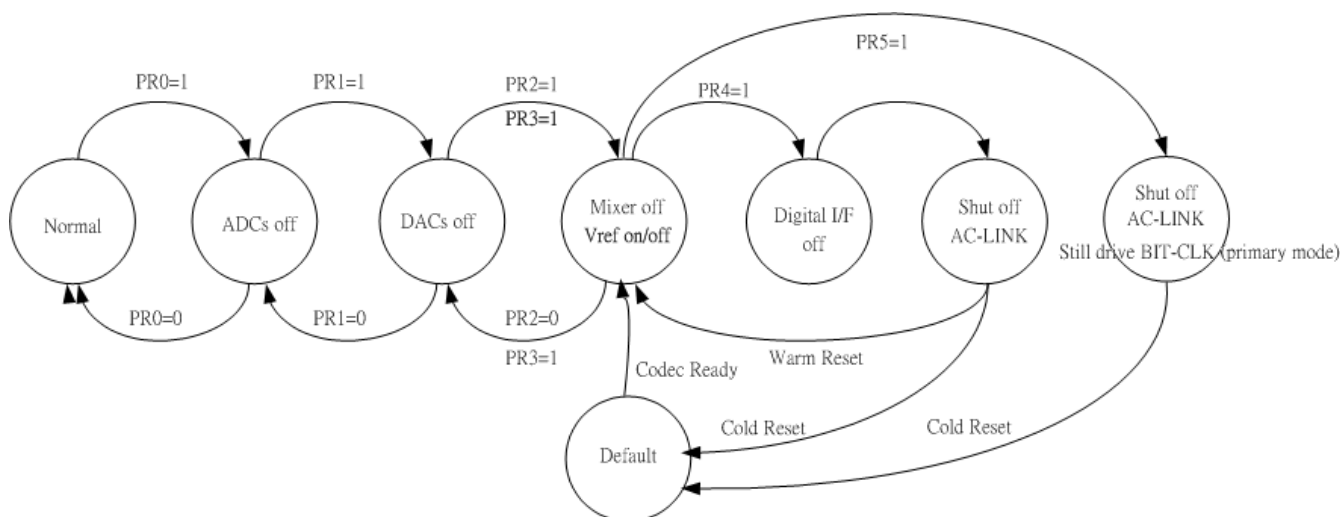 PR5=1
PR0=1
PR1=1
PR2=1
PR3=1
PR4=1
Normal
ADCs off
DACs off
Mixer off
Vref on/off
Digital I/F
off
Shut off
AC-LINK
Shut off
AC-LINK
Still drive BIT-CLK (primary mode)
PR0=0
PR1=0
PR2=0
PR3=1
Codec Ready
Warm Reset
Cold Reset
Cold Reset
Default